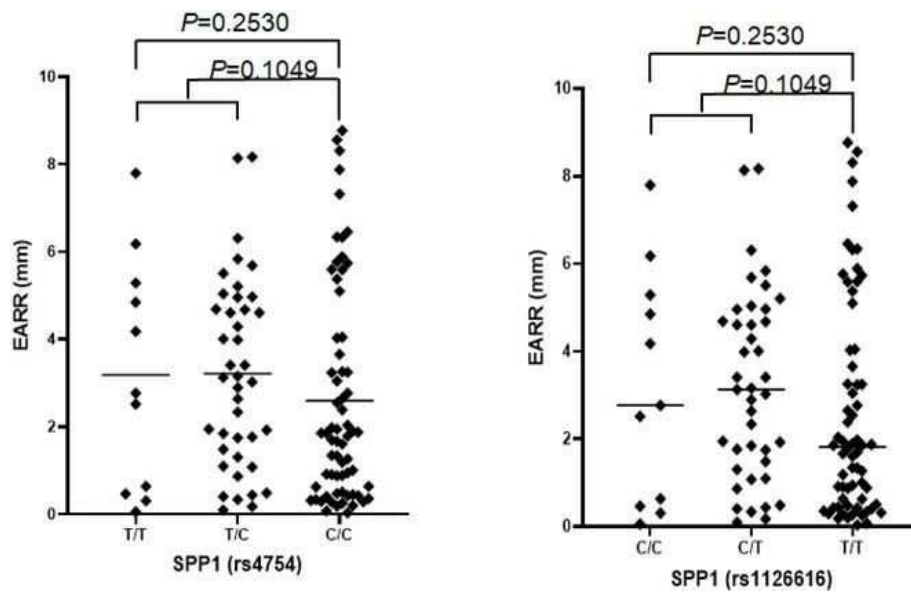 P=0.2530
P=0.1049
10
8
6
4
2
0
EARR (mm)
T/T T/C C/C
SPP1 (rs4754)
P=0.2530
P=0.1049
10
8
6
4
2
0
EARR (mm)
C/C C/T T/T
SPP1 (rs1126616)